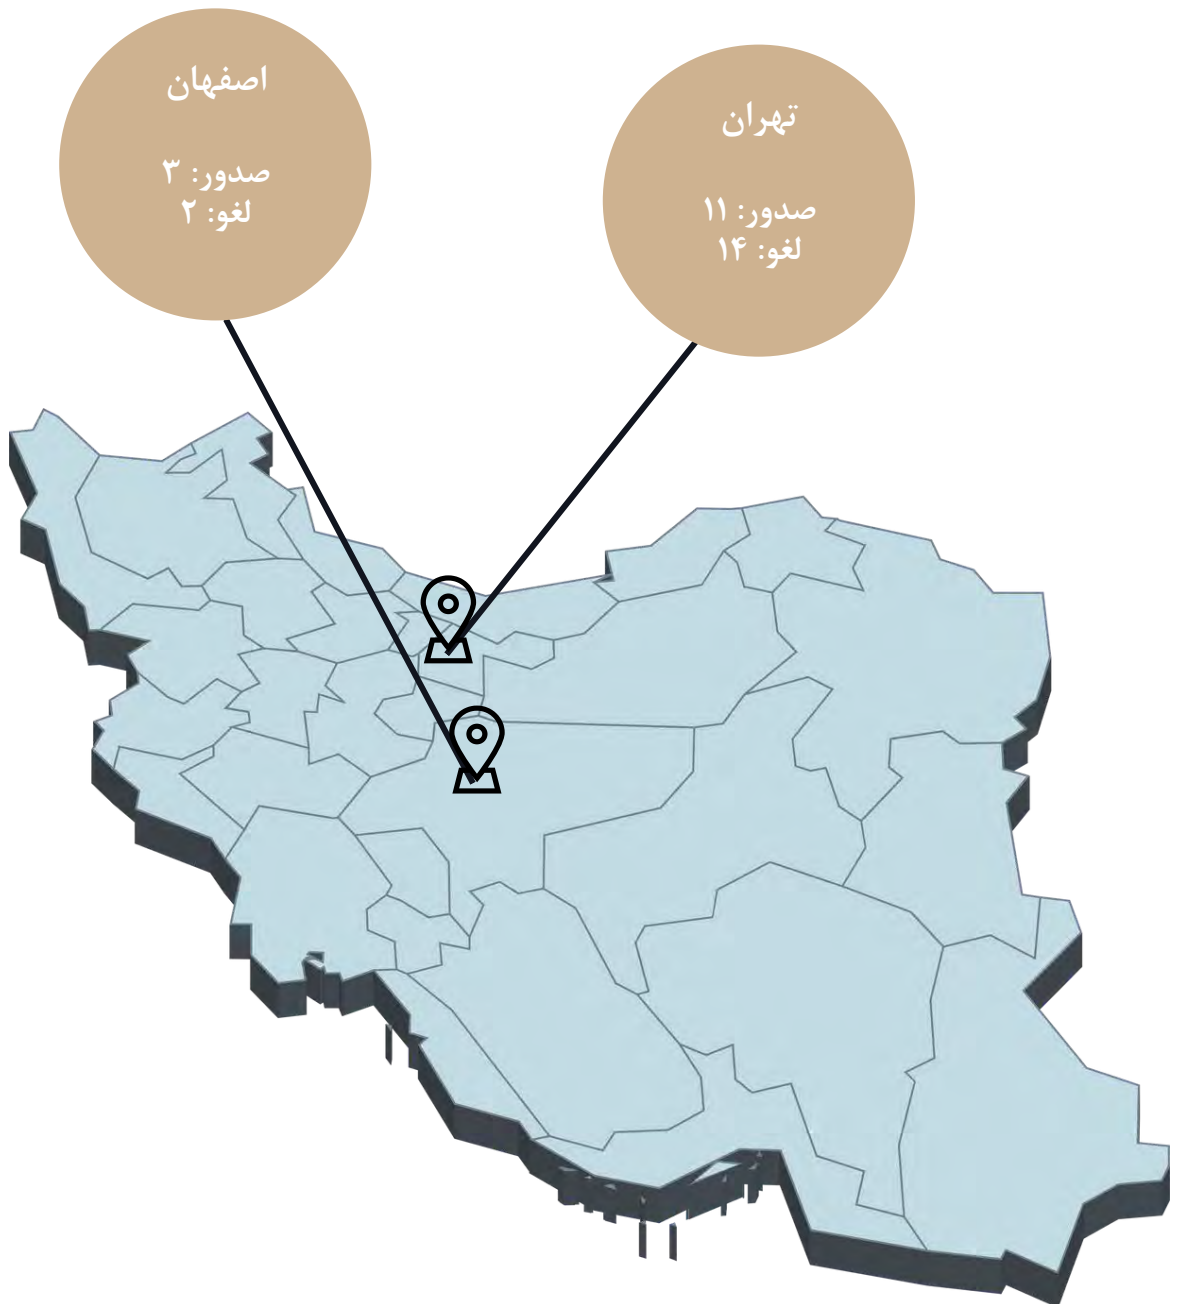 تهران
صدور: ۱۱
لغو: ۱۴
اصفهان
صدور: ۳
لغو: ۲